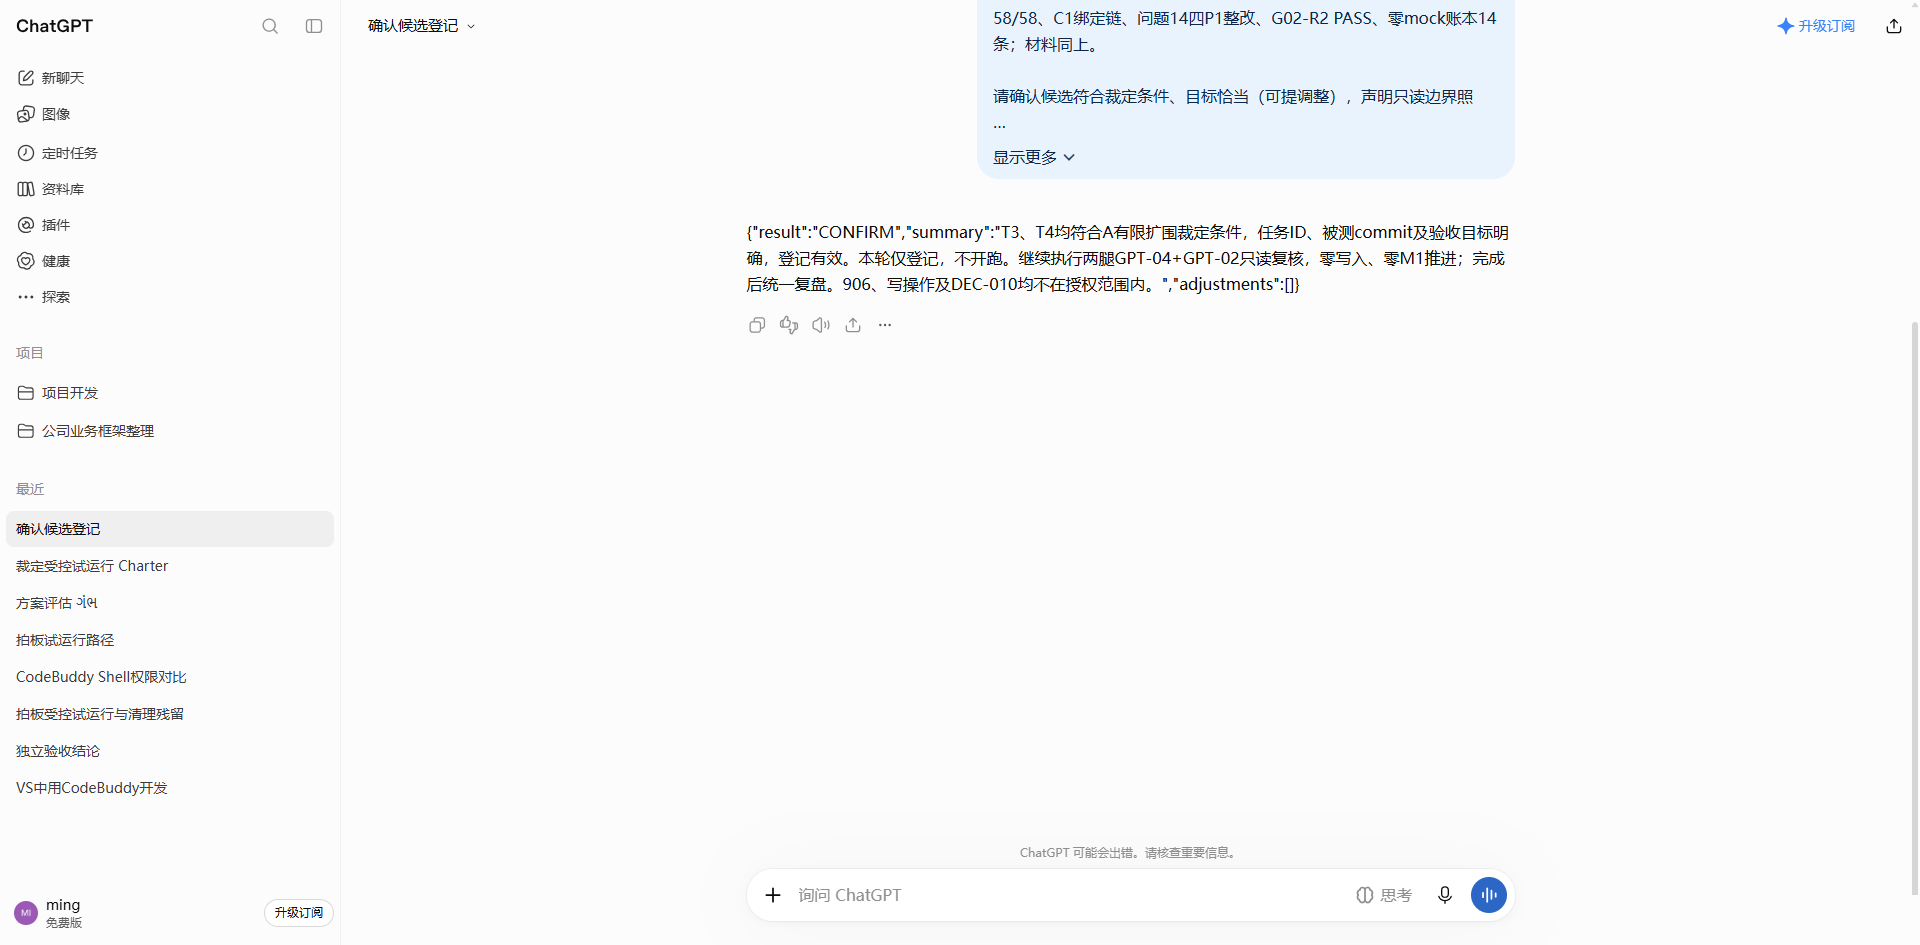 ChatGPT
新聊天
图像
定时任务
资料库
插件
健康
探索
项目
项目开发
公司业务框架整理
最近
确认候选登记
裁定受控试运行 Charter
方案评估
拍板试运行路径
CodeBuddy Shell权限对比
拍板受控试运行与清理残留
独立验收结论
VS中用CodeBuddy开发
MI
ming
免费版
升级订阅
确认候选登记
升级订阅
58/58、C1绑定链、问题14四P1整改、G02-R2 PASS、零mock账本14
条；材料同上。
请确认候选符合裁定条件、目标恰当（可提调整），声明只读边界照
...
显示更多
{"result":"CONFIRM","summary":"T3、T4均符合A有限扩围裁定条件，任务ID、被测commit及验收目标明
确，登记有效。本轮仅登记，不开跑。继续执行两腿GPT-04+GPT-02只读复核，零写入、零M1推进；完成
后统一复盘。906、写操作及DEC-010均不在授权范围内。","adjustments":[]}
ChatGPT 可能会出错。请核查重要信息。
询问 ChatGPT
思考